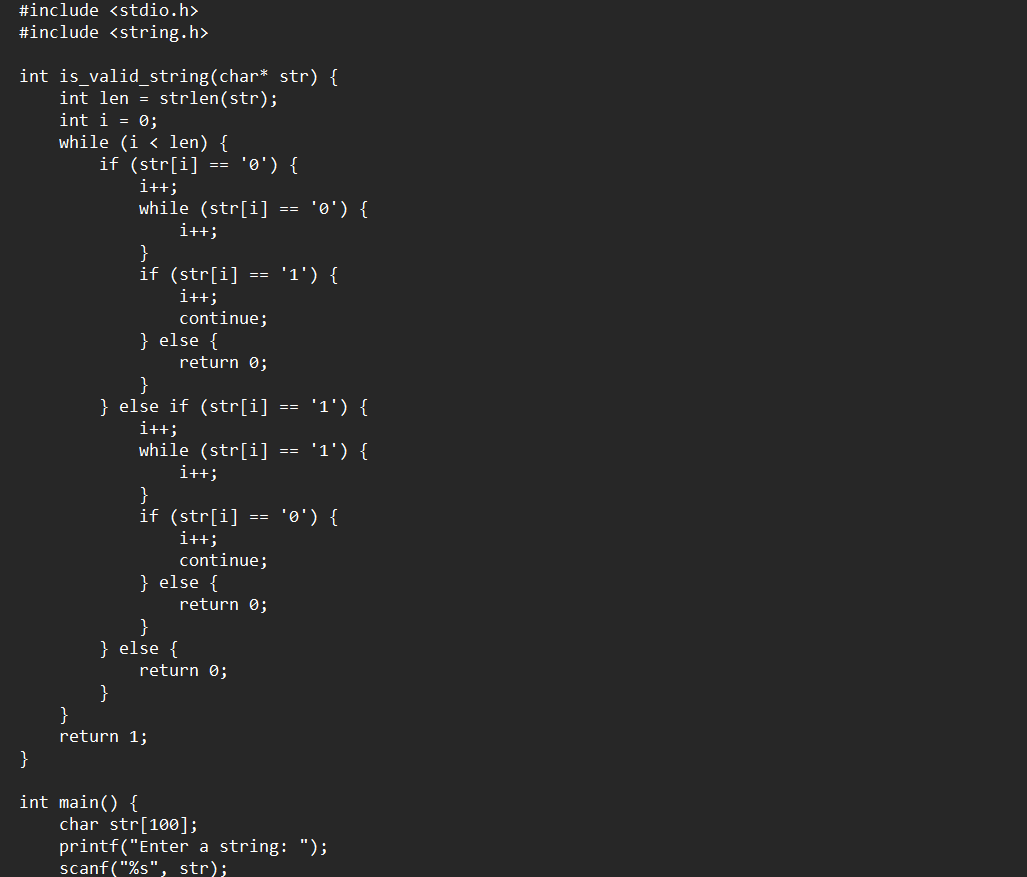 #include <stdio.h>
#include <string.h>

int is_valid_string(char* str) {
    int len = strlen(str);
    int i = 0;
    while (i < len) {
        if (str[i] == '0') {
            i++;
            while (str[i] == '0') {
                i++;
            }
            if (str[i] == '1') {
                i++;
                continue;
            } else {
                return 0;
            }
        } else if (str[i] == '1') {
            i++;
            while (str[i] == '1') {
                i++;
            }
            if (str[i] == '0') {
                i++;
                continue;
            } else {
                return 0;
            }
        } else {
            return 0;
        }
    }
    return 1;
}

int main() {
    char str[100];
    printf("Enter a string: ");
    scanf("%s", str);